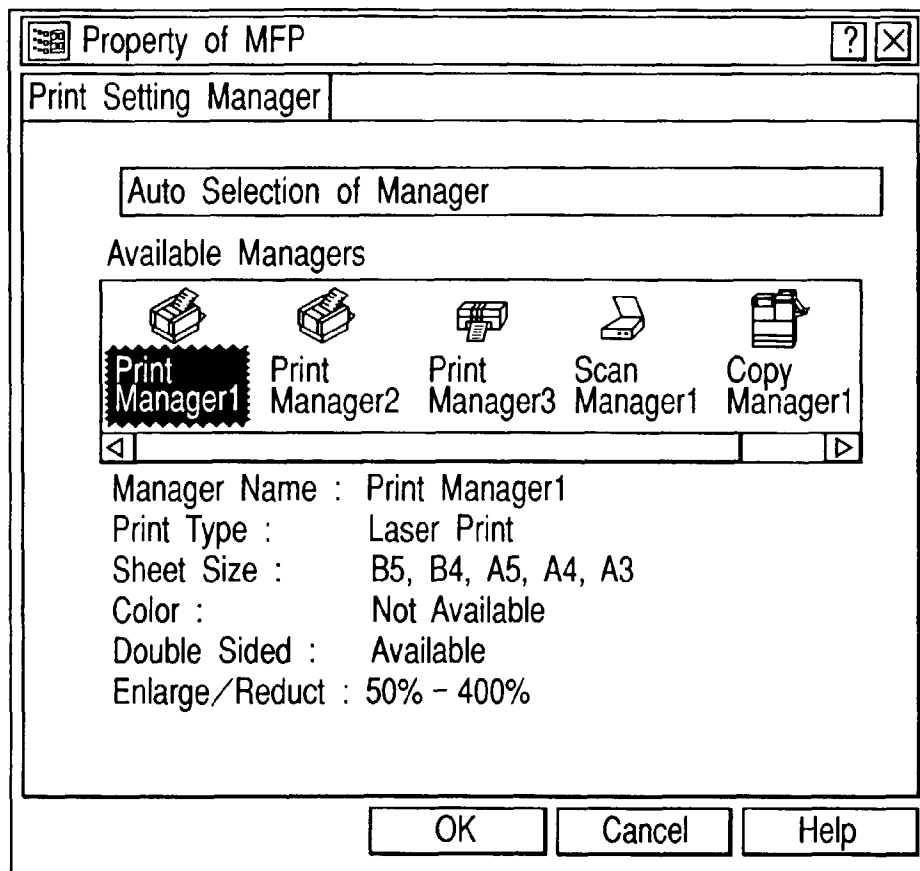 Property of MFP ?
Print Setting Manager
Auto Selection of Manager
Available Managers
Print Manager1
Print Manager2
Print Manager3
Scan Manager1
Copy Manager1
Manager Name : Print Manager1
Print Type : Laser Print
Sheet Size : B5, B4, A5, A4, A3
Color : Not Available
Double Sided : Available
Enlarge/Reduct : 50% - 400%
OK Cancel Help